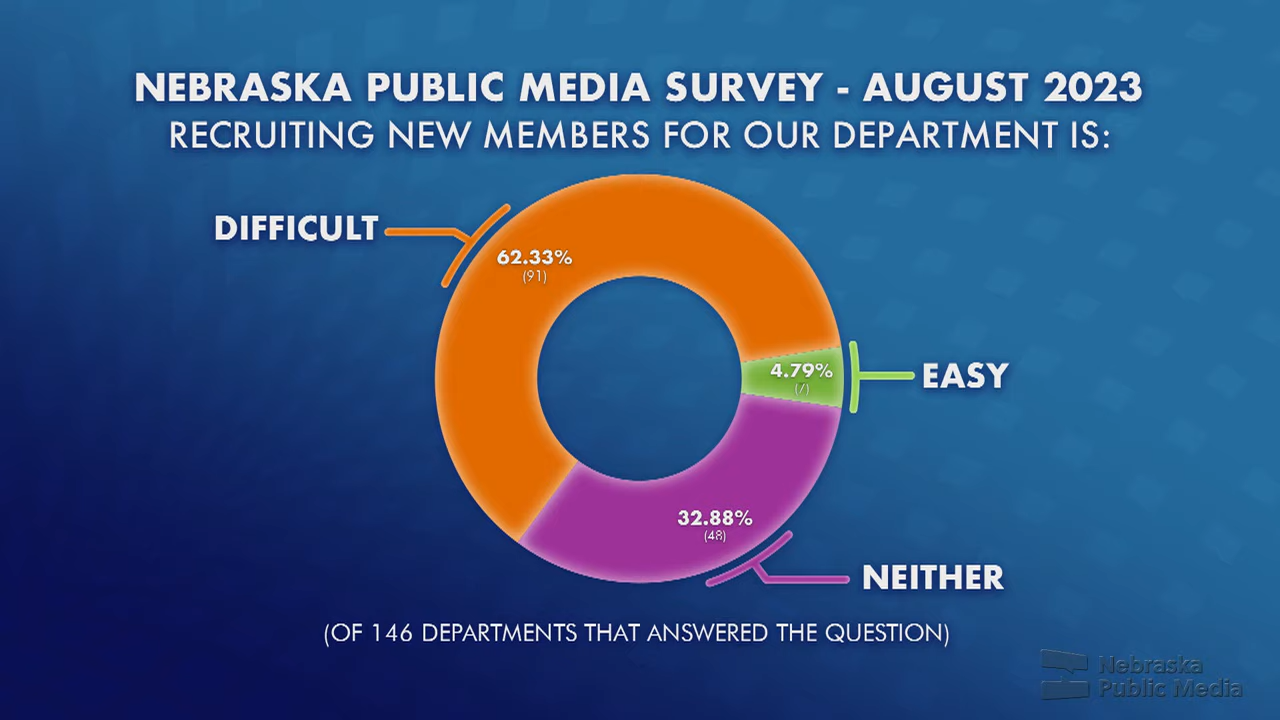 NEBRASKA PUBLIC MEDIA SURVEY - AUGUST 2023
RECRUITING NEW MEMBERS FOR OUR DEPARTMENT IS:
DIFFICULT
62.33%
(91)
4.79%
(7)
EASY
32.88%
(48)
NEITHER
(OF 146 DEPARTMENTS THAT ANSWERED THE QUESTION)
Nebraska
Public Media